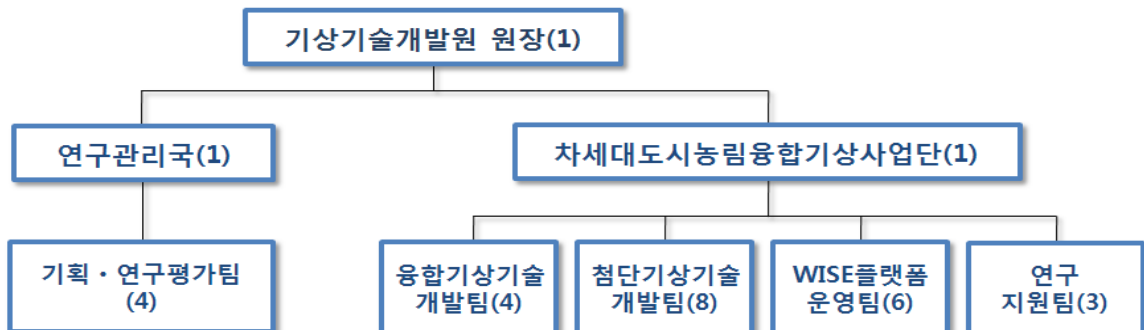 기상기술개발원 원장(1)
연구관리국(1)
차세대도시농림융합기상사업단(1)
기획・연구평가팀
(4)
융합기상기술
개발팀(4)
첨단기상기술
개발팀(8)
WISE플랫폼
운영팀(6)
연구
지원팀(3)